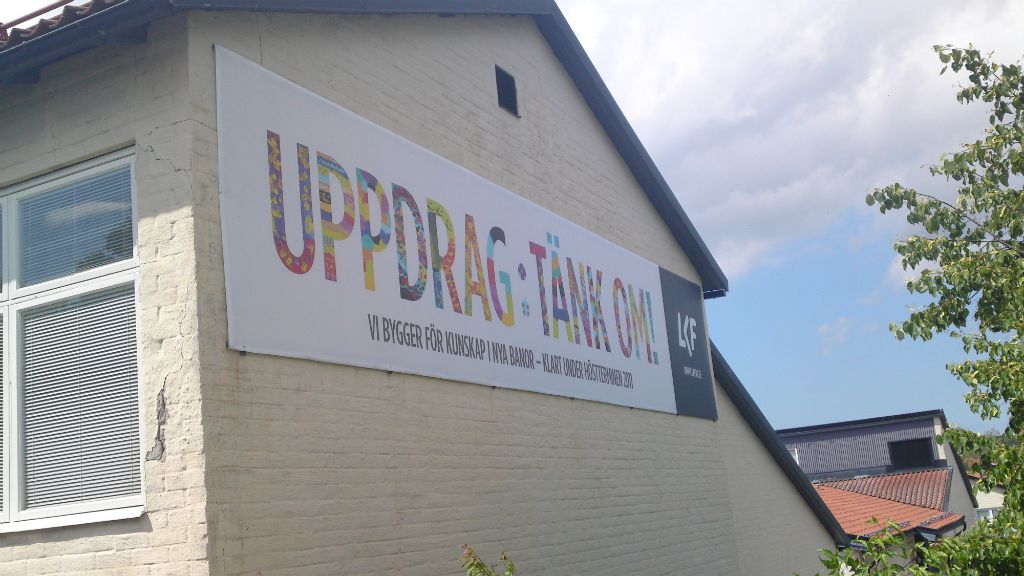 UPPDRAG: TÄNK OM!
VI BYGGER FÖR KUNSKAP I NYA BANOR – KLART UNDER HÖSTTERMINEN 2011
LKF